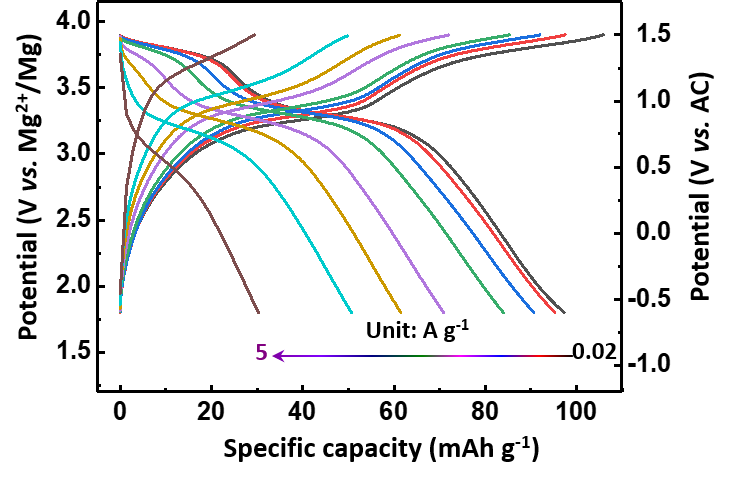 Potential (V vs. Mg²⁺/Mg)
4.0
3.5
3.0
2.5
2.0
1.5
1.5
1.0
0.5
0.0
-0.5
-1.0
Potential (V vs. AC)
Unit: A g⁻¹
5 0.02
0 20 40 60 80 100
Specific capacity (mAh g⁻¹)